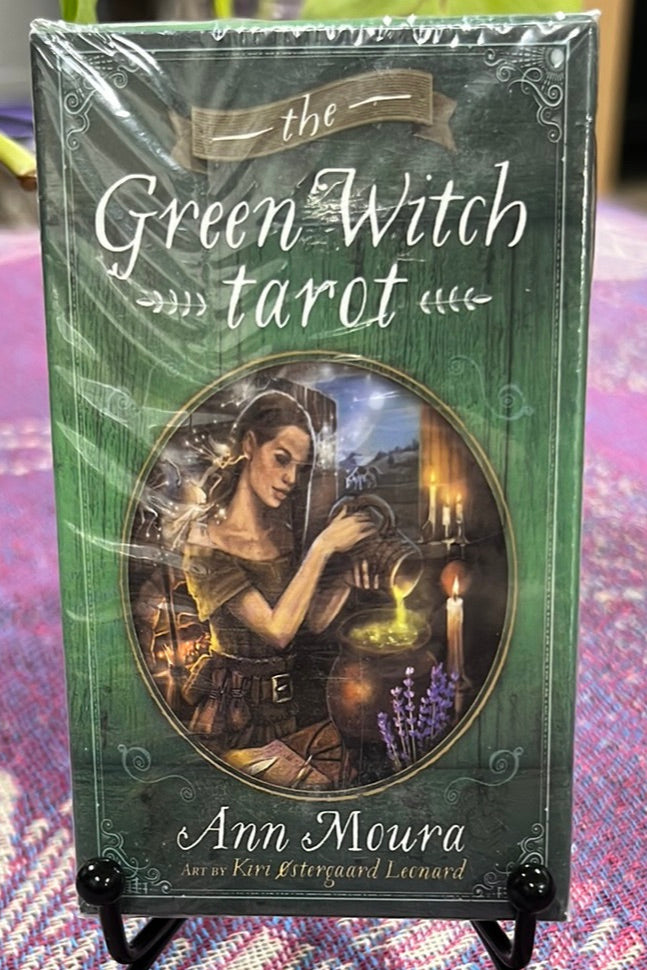 the
Green Witch
tarot
Ann Moura
Art by Kiri Østergaard Leonard